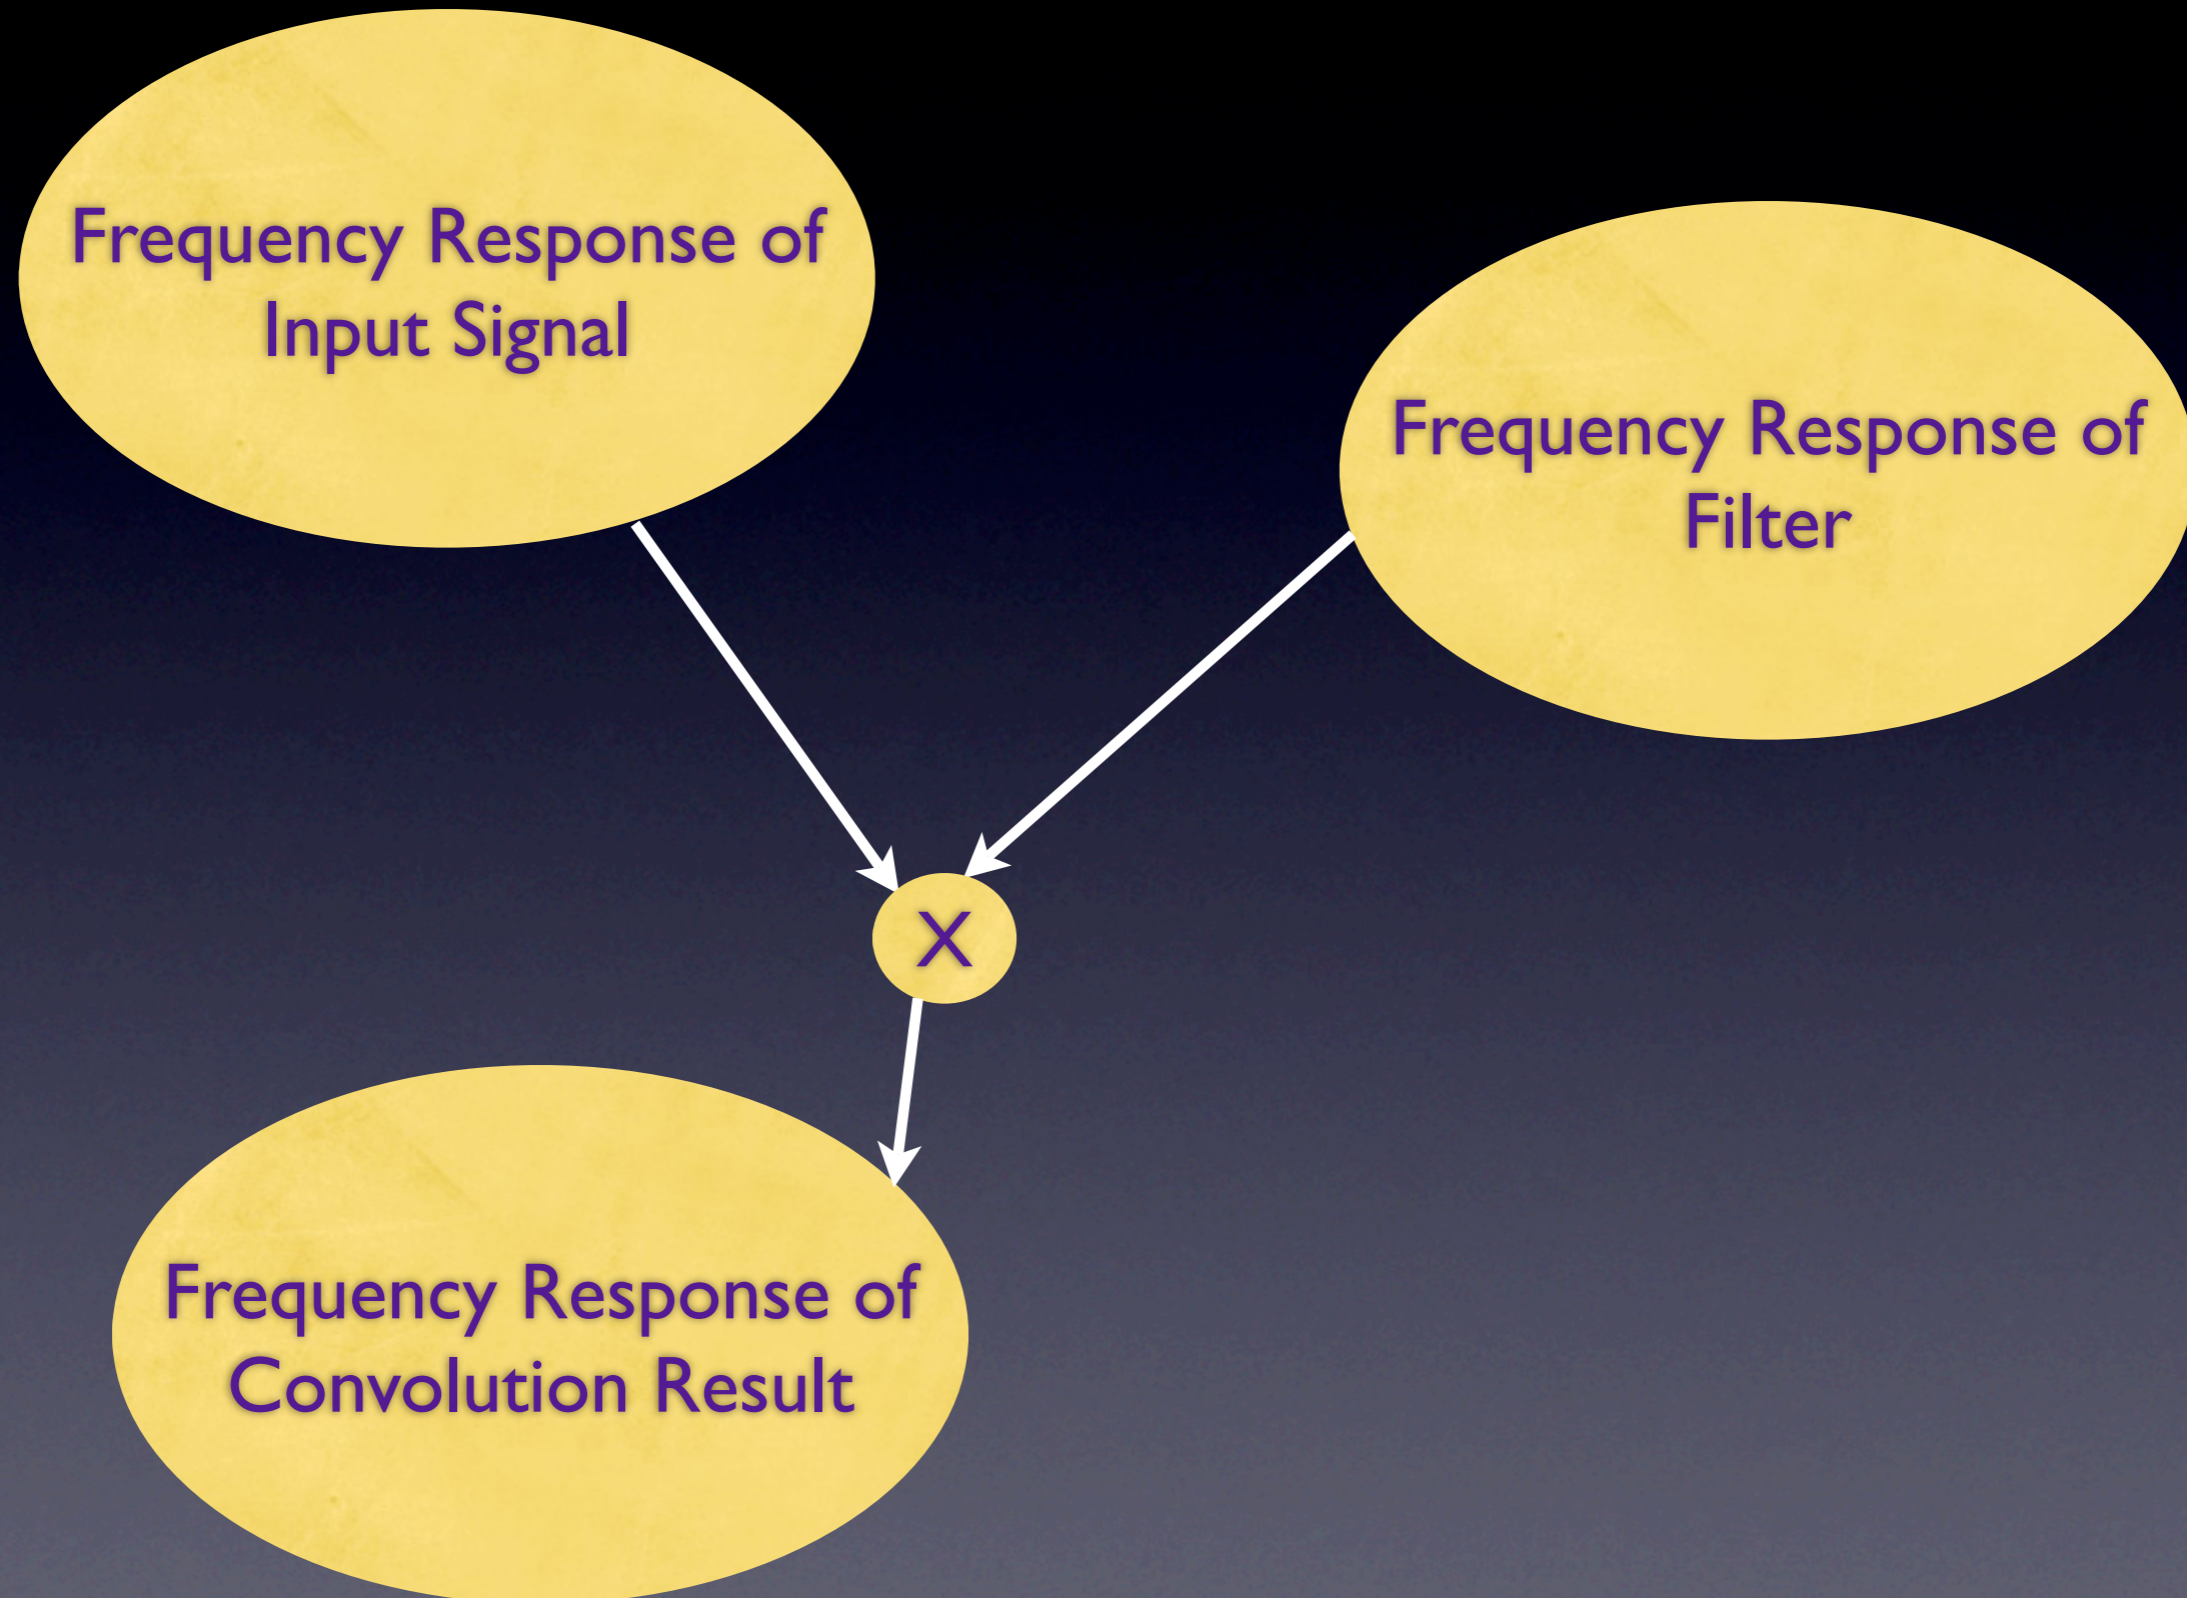 Frequency Response of
Input Signal
Frequency Response of
Filter
X
Frequency Response of
Convolution Result